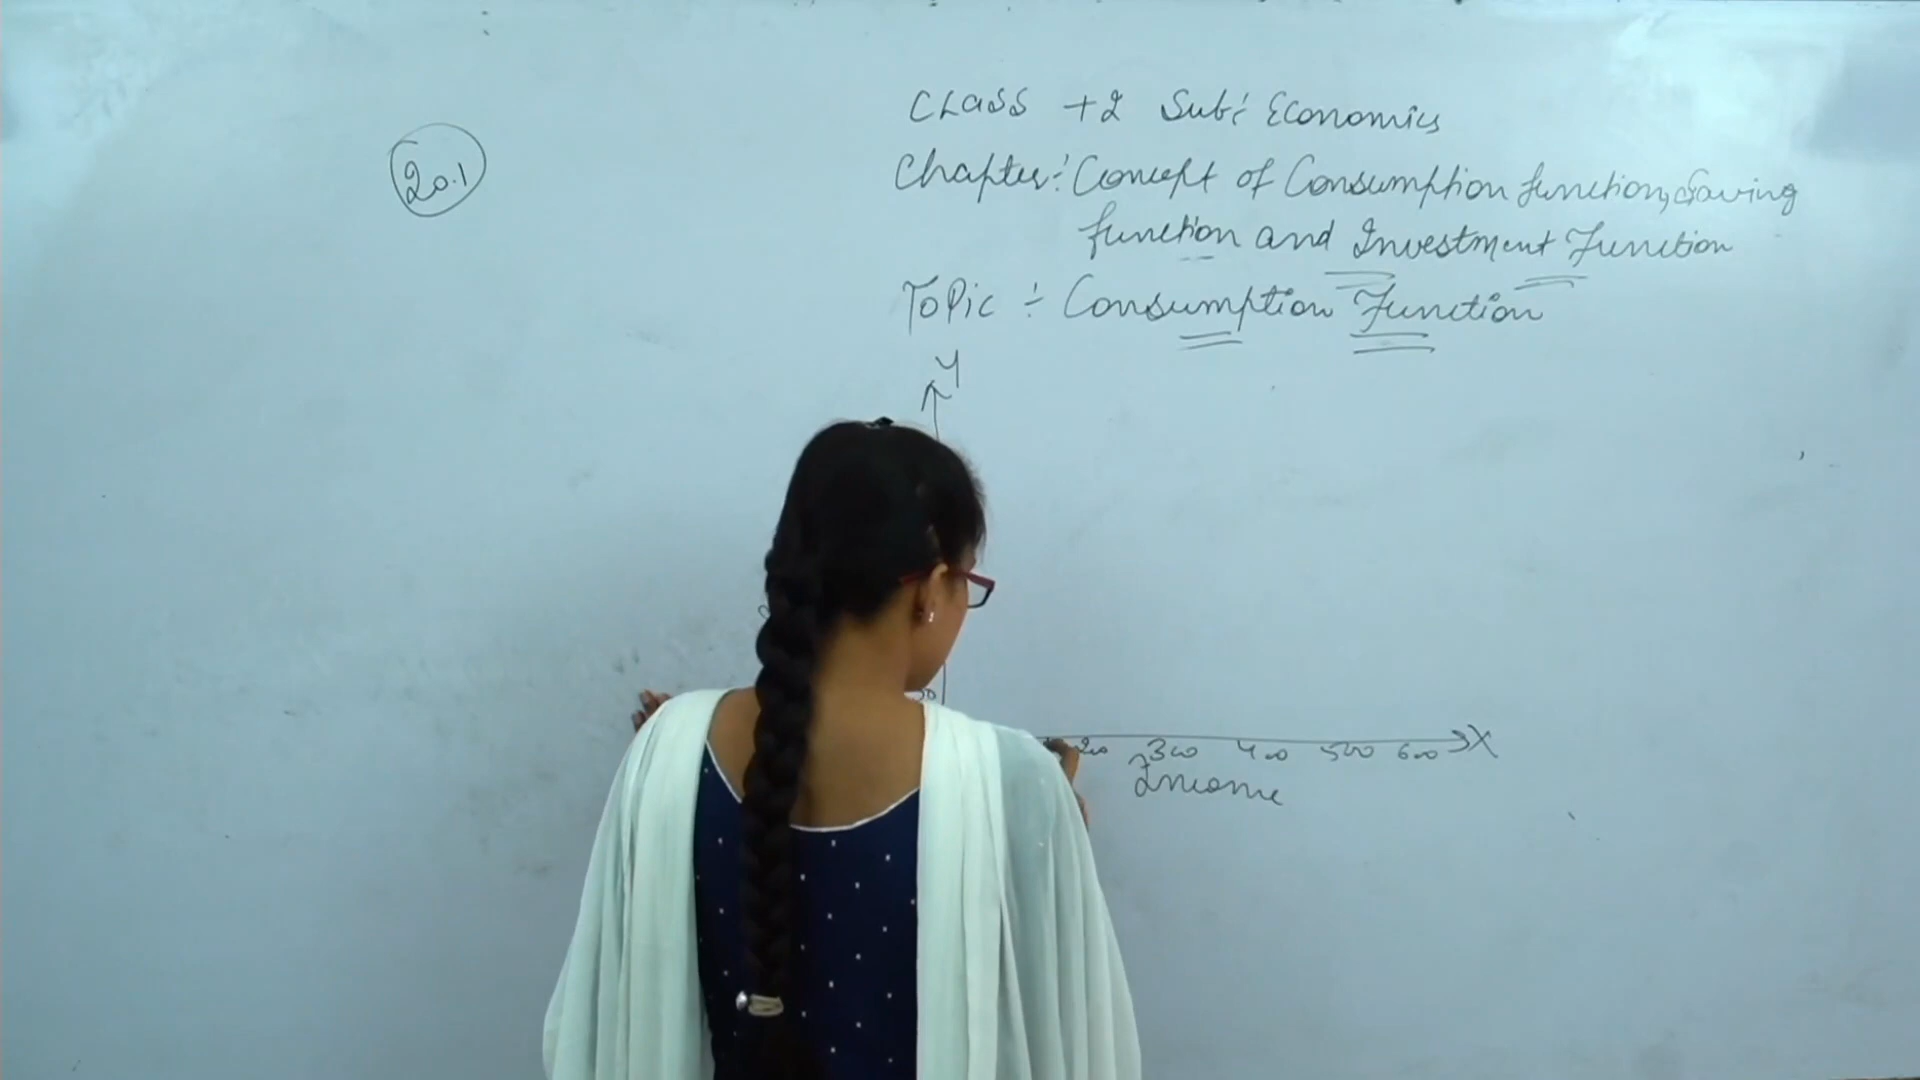 20.1
Class +2 Sub: Economics
Chapter:- Concept of Consumption function, Saving
function and Investment Function
Topic :- Consumption Function
Y
200 300 400 500 600 X
Income